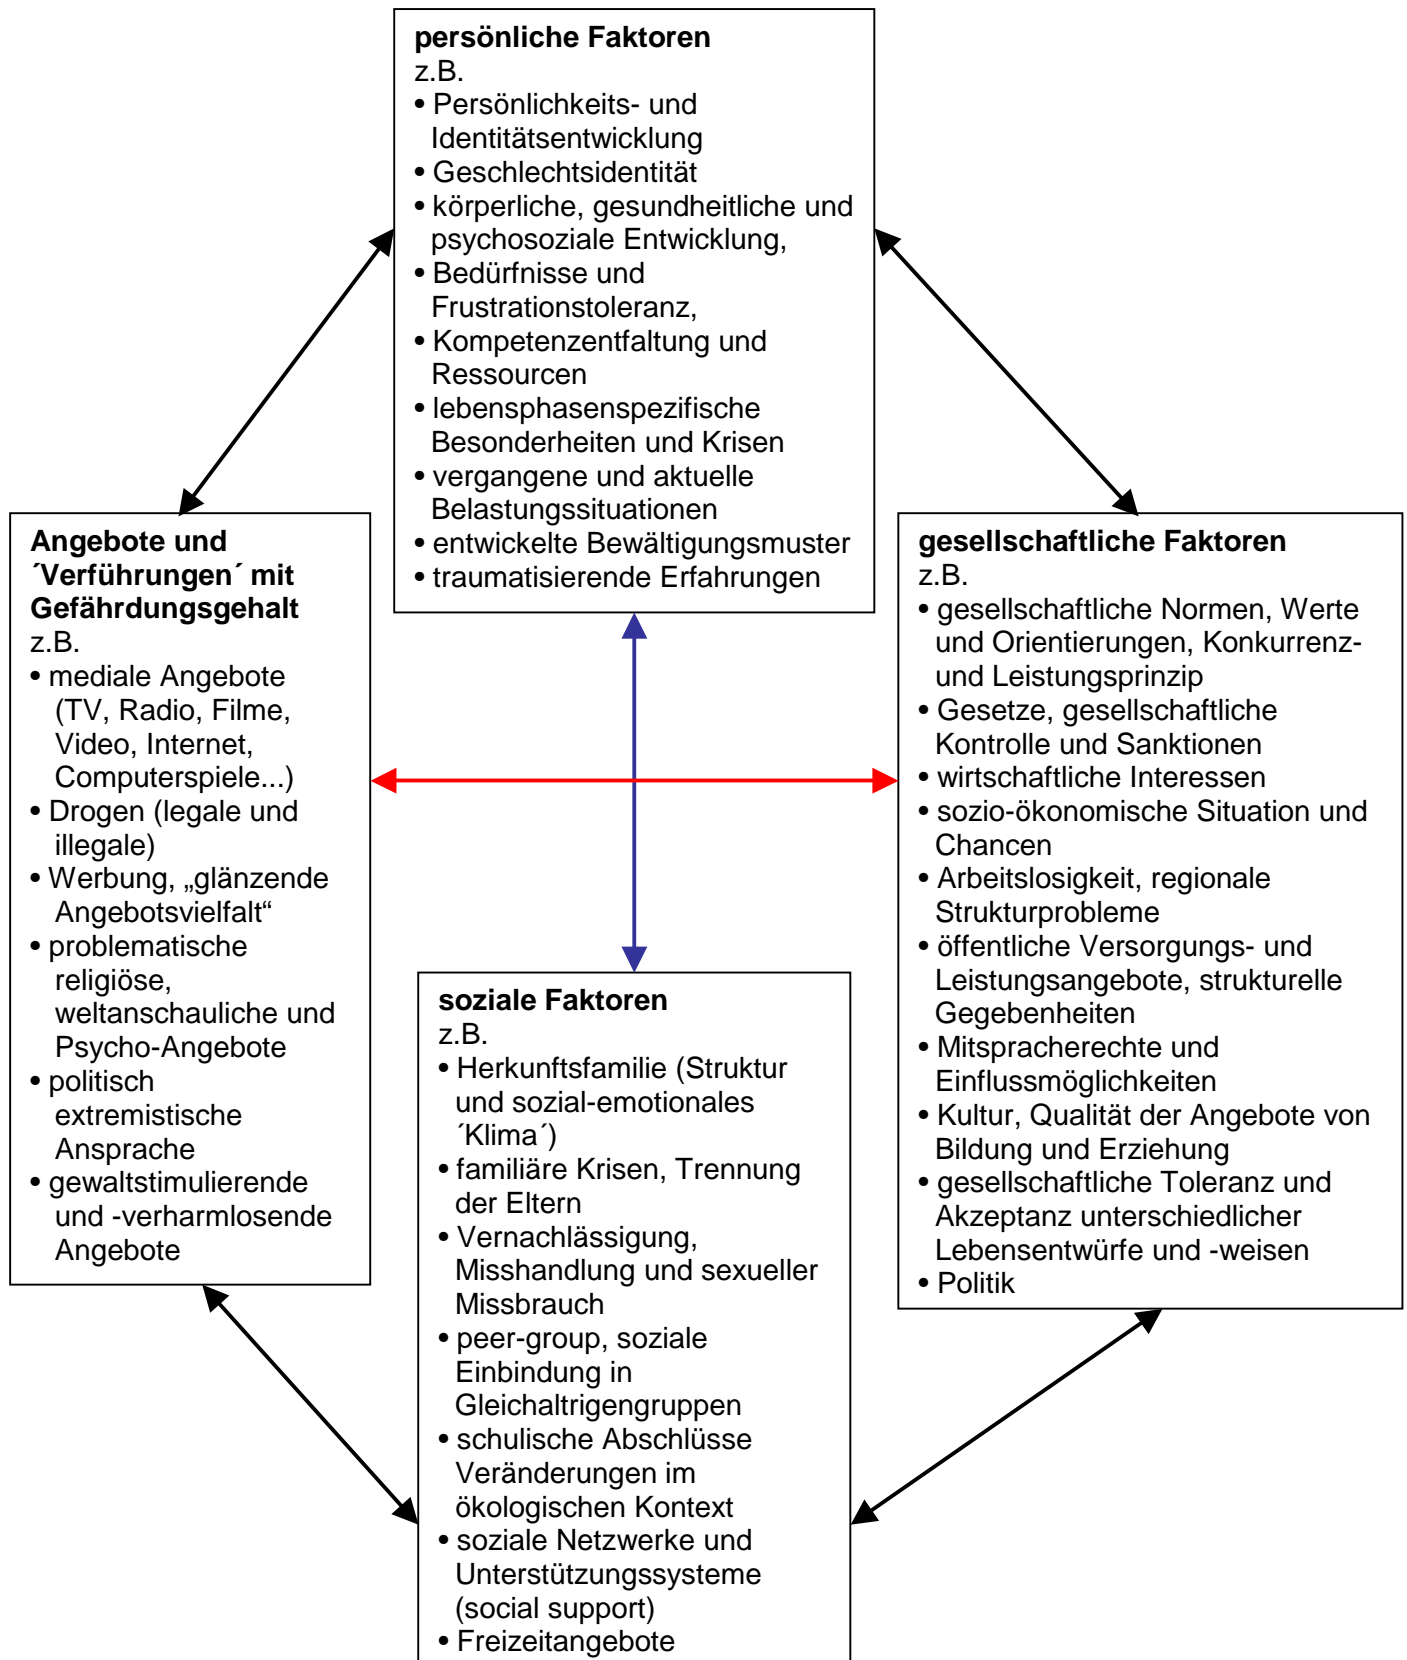 persönliche Faktoren
z.B.
• Persönlichkeits- und
Identitätsentwicklung
• Geschlechtsidentität
• körperliche, gesundheitliche und
psychosoziale Entwicklung,
• Bedürfnisse und
Frustrationstoleranz,
• Kompetenzentfaltung und
Ressourcen
• lebensphasenspezifische
Besonderheiten und Krisen
• vergangene und aktuelle
Belastungssituationen
• entwickelte Bewältigungsmuster
• traumatisierende Erfahrungen
Angebote und
´Verführungen´ mit
Gefährdungsgehalt
z.B.
• mediale Angebote
(TV, Radio, Filme,
Video, Internet,
Computerspiele...)
• Drogen (legale und
illegale)
• Werbung, „glänzende
Angebotsvielfalt“
• problematische
religiöse,
weltanschauliche und
Psycho-Angebote
• politisch
extremistische
Ansprache
• gewaltstimulierende
und -verharmlosende
Angebote
gesellschaftliche Faktoren
z.B.
• gesellschaftliche Normen, Werte
und Orientierungen, Konkurrenz-
und Leistungsprinzip
• Gesetze, gesellschaftliche
Kontrolle und Sanktionen
• wirtschaftliche Interessen
• sozio-ökonomische Situation und
Chancen
• Arbeitslosigkeit, regionale
Strukturprobleme
• öffentliche Versorgungs- und
Leistungsangebote, strukturelle
Gegebenheiten
• Mitspracherechte und
Einflussmöglichkeiten
• Kultur, Qualität der Angebote von
Bildung und Erziehung
• gesellschaftliche Toleranz und
Akzeptanz unterschiedlicher
Lebensentwürfe und -weisen
• Politik
soziale Faktoren
z.B.
• Herkunftsfamilie (Struktur
und sozial-emotionales
´Klima´)
• familiäre Krisen, Trennung
der Eltern
• Vernachlässigung,
Misshandlung und sexueller
Missbrauch
• peer-group, soziale
Einbindung in
Gleichaltrigengruppen
• schulische Abschlüsse
Veränderungen im
ökologischen Kontext
• soziale Netzwerke und
Unterstützungssysteme
(social support)
• Freizeitangebote